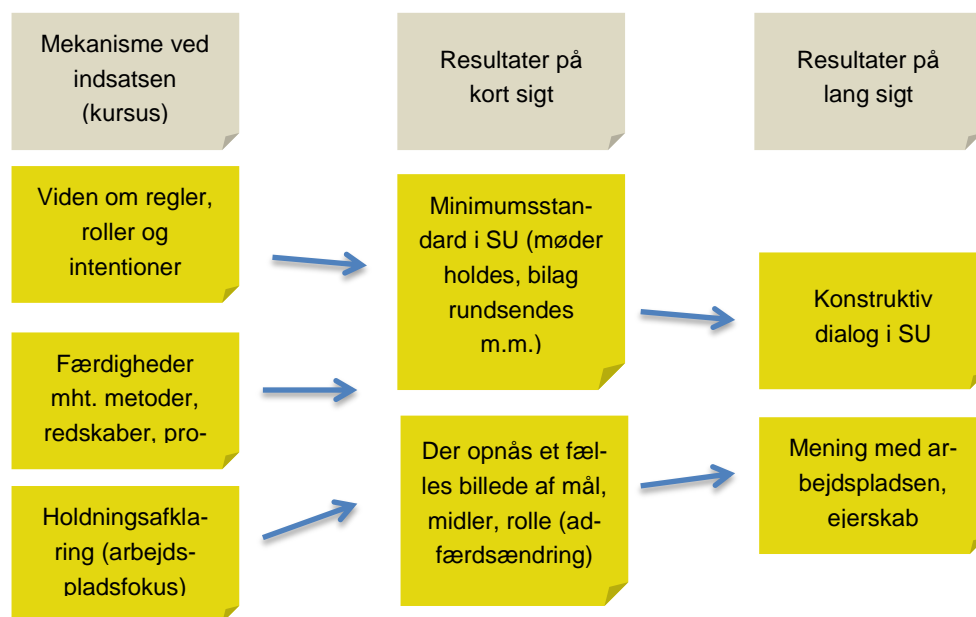 Mekanisme ved
indsatsen
(kursus)
Resultater på
kort sigt
Resultater på
lang sigt
Viden om regler,
roller og
intentioner
Minimumsstan-
dard i SU (møder
holdes, bilag
rundsendes
m.m.)
Konstruktiv
dialog i SU
Færdigheder
mht. metoder,
redskaber, pro-
Der opnås et fæl-
les billede af mål,
midler, rolle (ad-
færdsændring)
Mening med ar-
bejdspladsen,
ejerskab
Holdningsafkla-
ring (arbejds-
pladsfokus)